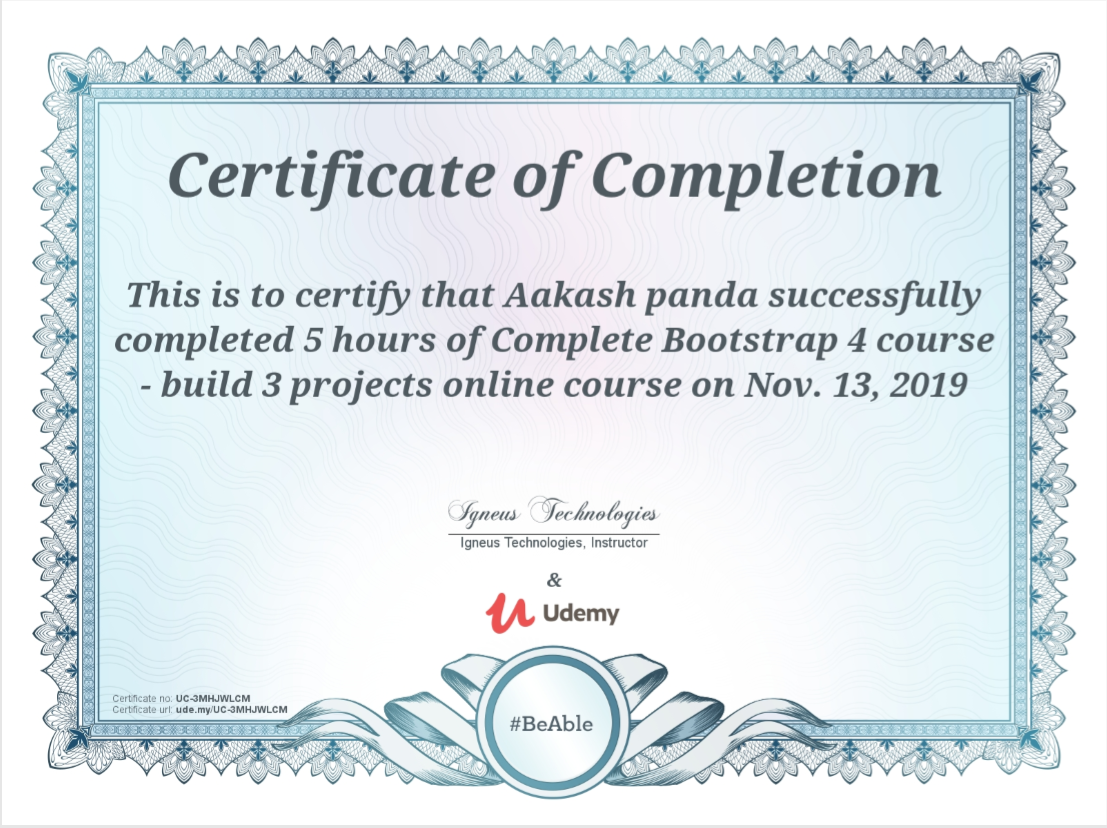 Certificate of Completion
This is to certify that Aakash panda successfully
completed 5 hours of Complete Bootstrap 4 course
- build 3 projects online course on Nov. 13, 2019
Igneus Technologies
Igneus Technologies, Instructor
&
Udemy
Certificate no: UC-3MHJWLCM
Certificate url: ude.my/UC-3MHJWLCM
#BeAble